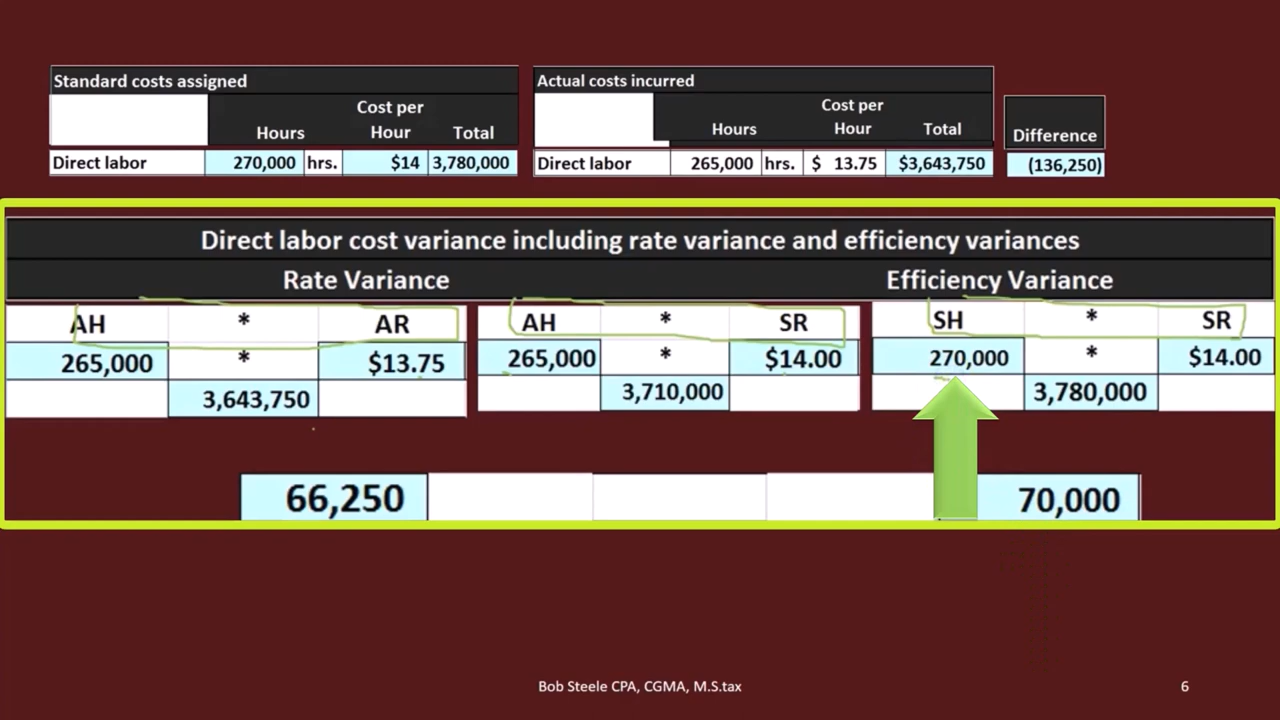 Standard costs assigned
Hours Cost per Hour Total
Direct labor 270,000 hrs. $14 3,780,000
Actual costs incurred
Hours Cost per Hour Total
Direct labor 265,000 hrs. $ 13.75 $3,643,750
Difference
(136,250)
Direct labor cost variance including rate variance and efficiency variances
Rate Variance Efficiency Variance
AH * AR AH * SR SH * SR
265,000 * $13.75 265,000 * $14.00 270,000 * $14.00
3,643,750 3,710,000 3,780,000
66,250 70,000
Bob Steele CPA, CGMA, M.S.tax 6